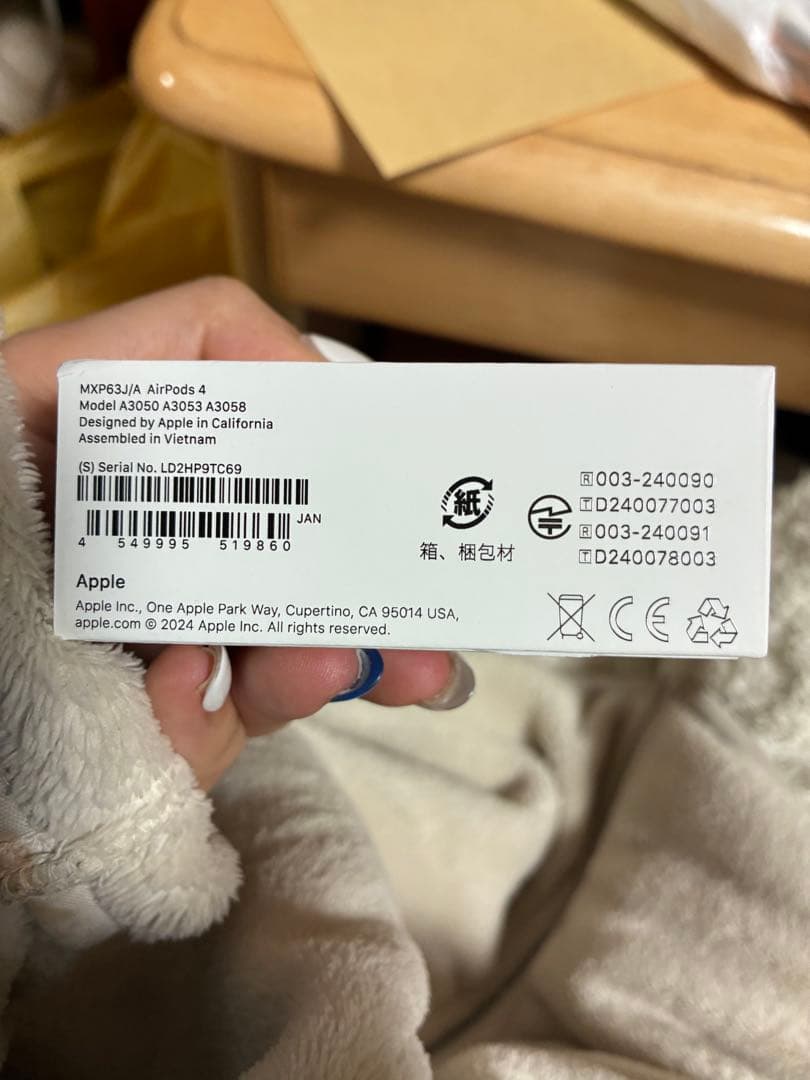 MXP63J/A AirPods 4
Model A3050 A3053 A3058
Designed by Apple in California
Assembled in Vietnam
(S) Serial No. LD2HP9TC69
JAN
4 549995 519860
Apple
Apple Inc., One Apple Park Way, Cupertino, CA 95014 USA,
apple.com © 2024 Apple Inc. All rights reserved.
紙
箱、梱包材
R 003-240090
T D240077003
R 003-240091
T D240078003
CE